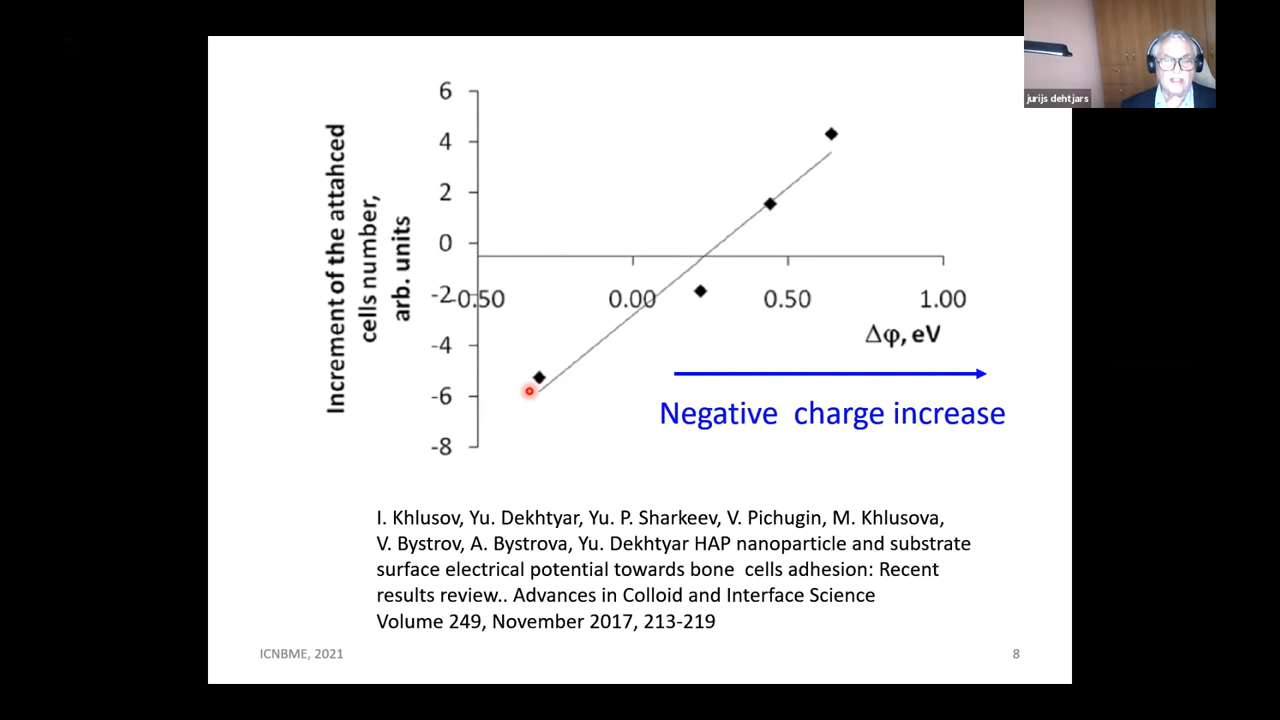 jurijs dehtjars
6
4
2
0
-2
-4
-6
-8
-0.50
0.00
0.50
1.00
Increment of the attahced
cells number,
arb. units
Δφ, eV
Negative charge increase
I. Khlusov, Yu. Dekhtyar, Yu. P. Sharkeev, V. Pichugin, M. Khlusova,
V. Bystrov, A. Bystrova, Yu. Dekhtyar HAP nanoparticle and substrate
surface electrical potential towards bone cells adhesion: Recent
results review.. Advances in Colloid and Interface Science
Volume 249, November 2017, 213-219
ICNBME, 2021
8